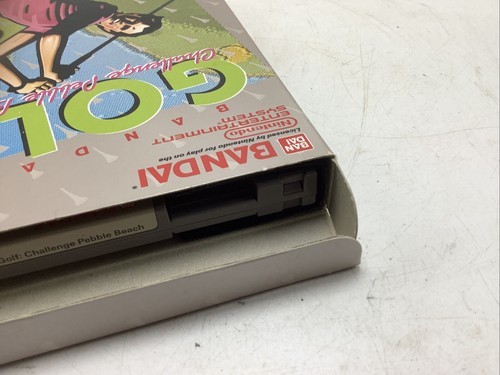 Challenge Pebble
GOL
BANDA
Nintendo
ENTERTAINMENT
SYSTEM
Licensed by Nintendo for play on the
BAN
DAI
BANDAI
Golf: Challenge Pebble Beach